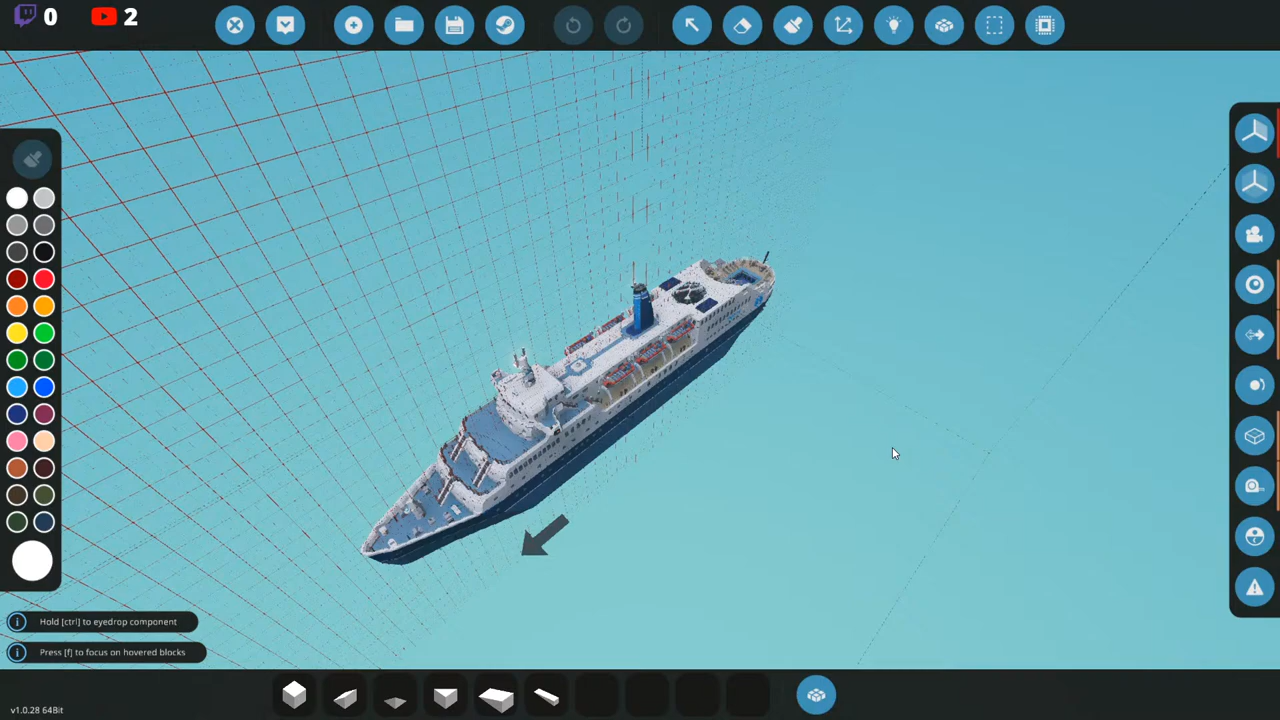 0
2
Hold [ctrl] to eyedrop component
Press [f] to focus on hovered blocks
v1.0.28 64Bit